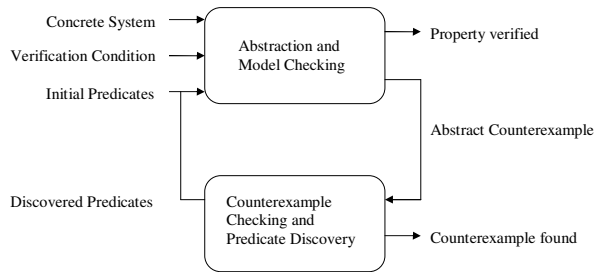 Concrete System
Verification Condition
Initial Predicates
Abstraction and
Model Checking
Property verified
Abstract Counterexample
Discovered Predicates
Counterexample
Checking and
Predicate Discovery
Counterexample found